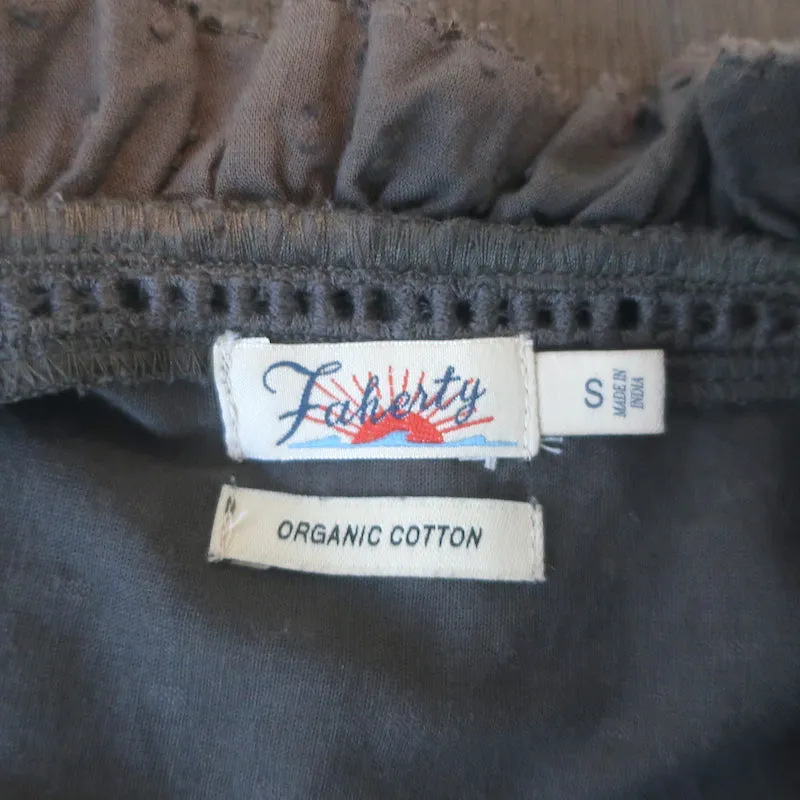 Faherty
S
MADE IN
INDIA
ORGANIC COTTON